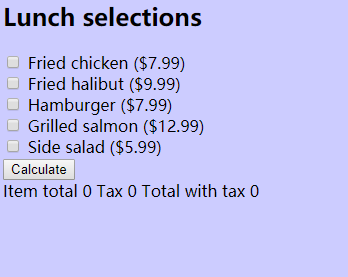 Lunch selections
Fried chicken ($7.99)
Fried halibut ($9.99)
Hamburger ($7.99)
Grilled salmon ($12.99)
Side salad ($5.99)
Calculate
Item total 0 Tax 0 Total with tax 0